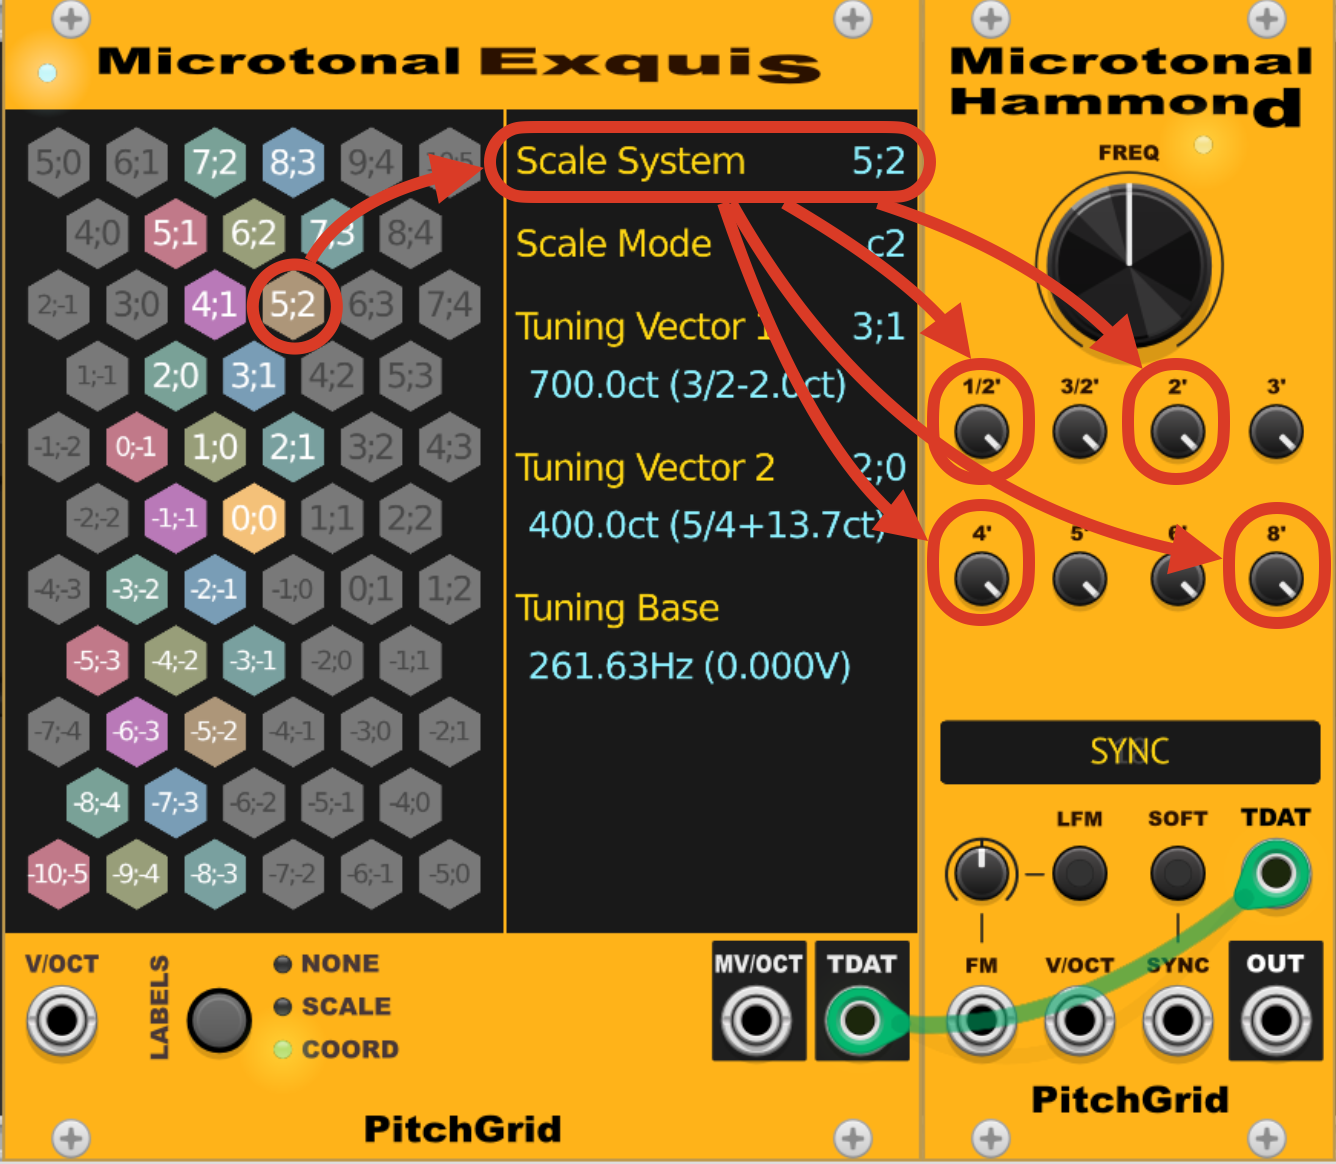 Microtonal Exquis
5;0 6;1 7;2 8;3 9;4
4;0 5;1 6;2 7;3 8;4
2;-1 3;0 4;1 5;2 6;3 7;4
1;-1 2;0 3;1 4;2 5;3
-1;-2 0;-1 1;0 2;1 3;2 4;3
-2;-2 -1;-1 0;0 1;1 2;2
-4;-3 -3;-2 -2;-1 -1;0 0;1 1;2
-5;-3 -4;-2 -3;-1 -2;0 -1;1
-7;-4 -6;-3 -5;-2 -4;-1 -3;0 -2;1
-8;-4 -7;-3 -6;-2 -5;-1 -4;0
-10;-5 -9;-4 -8;-3 -7;-2 -6;-1 -5;0
Scale System 5;2
Scale Mode c2
Tuning Vector 1 3;1
700.0ct (3/2-2.0ct)
Tuning Vector 2 2;0
400.0ct (5/4+13.7ct)
Tuning Base
261.63Hz (0.000V)
V/OCT
LABELS
NONE
SCALE
COORD
MV/OCT TDAT
PitchGrid
Microtonal
Hammond
FREQ
1/2' 3/2' 2' 3'
4' 5' 6' 8'
SYNC
LFM SOFT TDAT
FM V/OCT SYNC OUT
PitchGrid